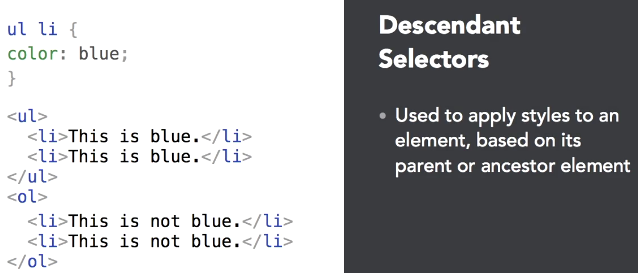 ul li {
color: blue;
}
<ul>
<li>This is blue.</li>
<li>This is blue.</li>
</ul>
<ol>
<li>This is not blue.</li>
<li>This is not blue.</li>
</ol>
Descendant
Selectors
• Used to apply styles to an
element, based on its
parent or ancestor element